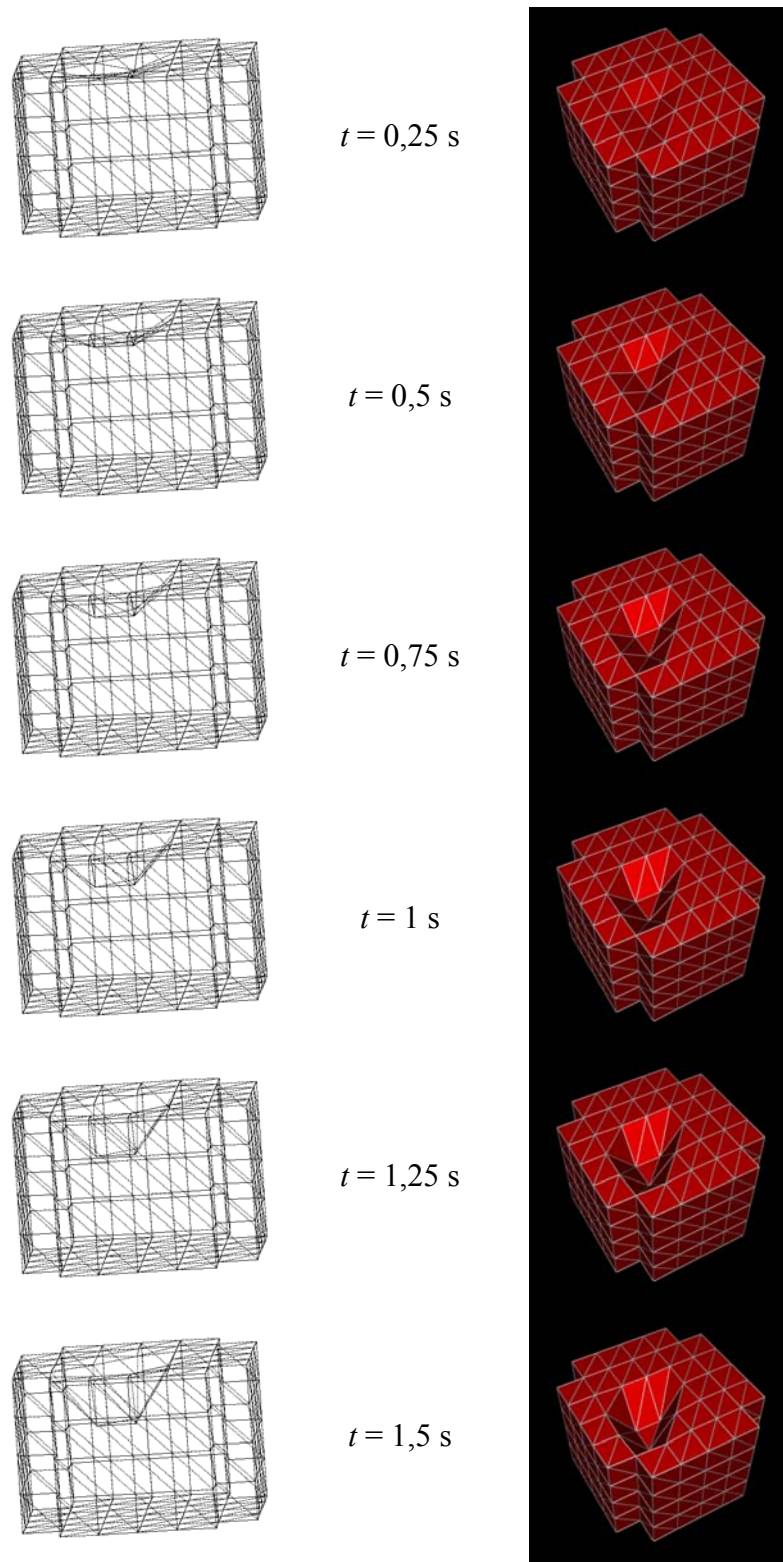 t = 0,25 s
t = 0,5 s
t = 0,75 s
t = 1 s
t = 1,25 s
t = 1,5 s